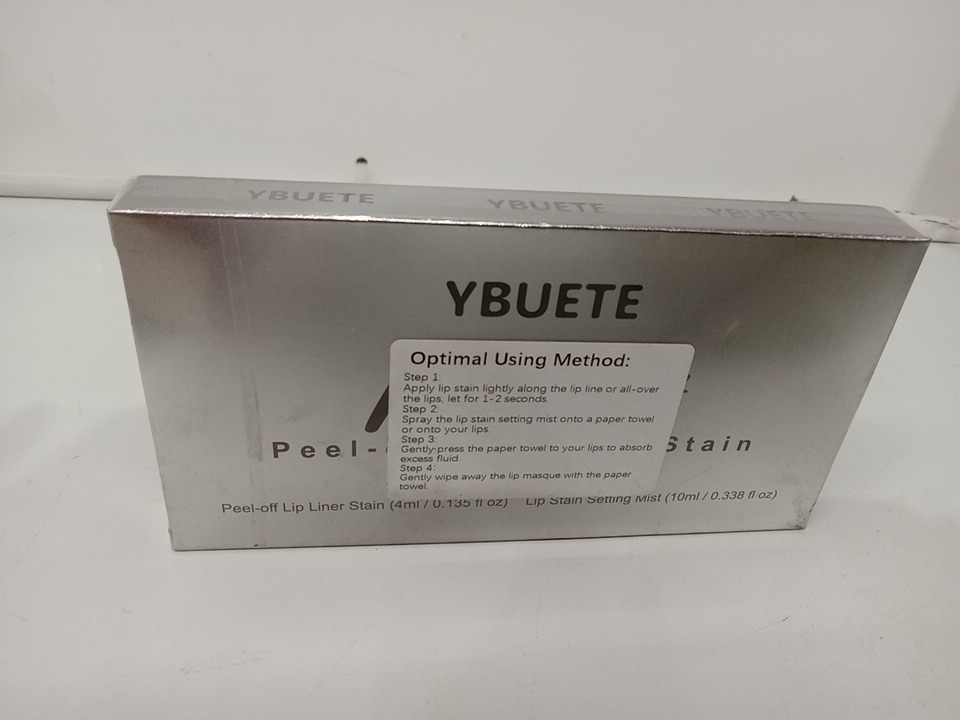 YBUETE YBUETE YBUETE
YBUETE
Optimal Using Method:
Step 1:
Apply lip stain lightly along the lip line or all-over
the lips, let for 1-2 seconds.
Step 2:
Spray the lip stain setting mist onto a paper towel
or onto your lips.
Step 3:
Gently press the paper towel to your lips to absorb
excess fluid.
Step 4:
Gently wipe away the lip masque with the paper
towel.
Peel- Stain
Peel-off Lip Liner Stain (4ml / 0.135 fl oz) Lip Stain Setting Mist (10ml / 0.338 fl oz)